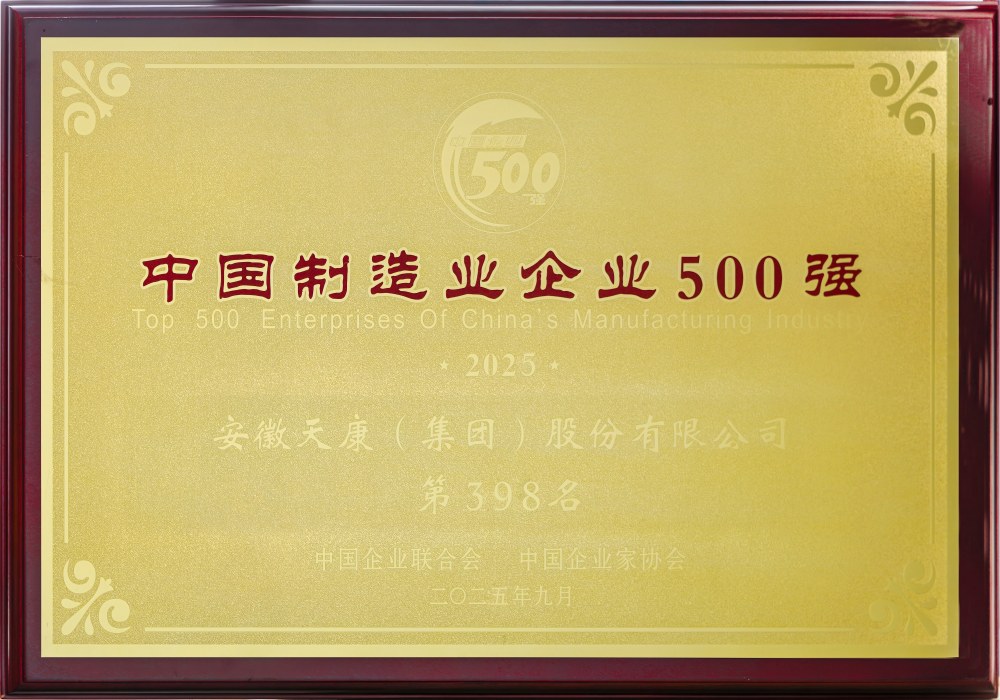 500
强
中国制造业企业500强
Top 500 Enterprises Of China's Manufacturing Industr
★ 2025 ★
安徽天康（集团）股份有限公司
第398名
中国企业联合会 中国企业家协会
二〇二五年九月